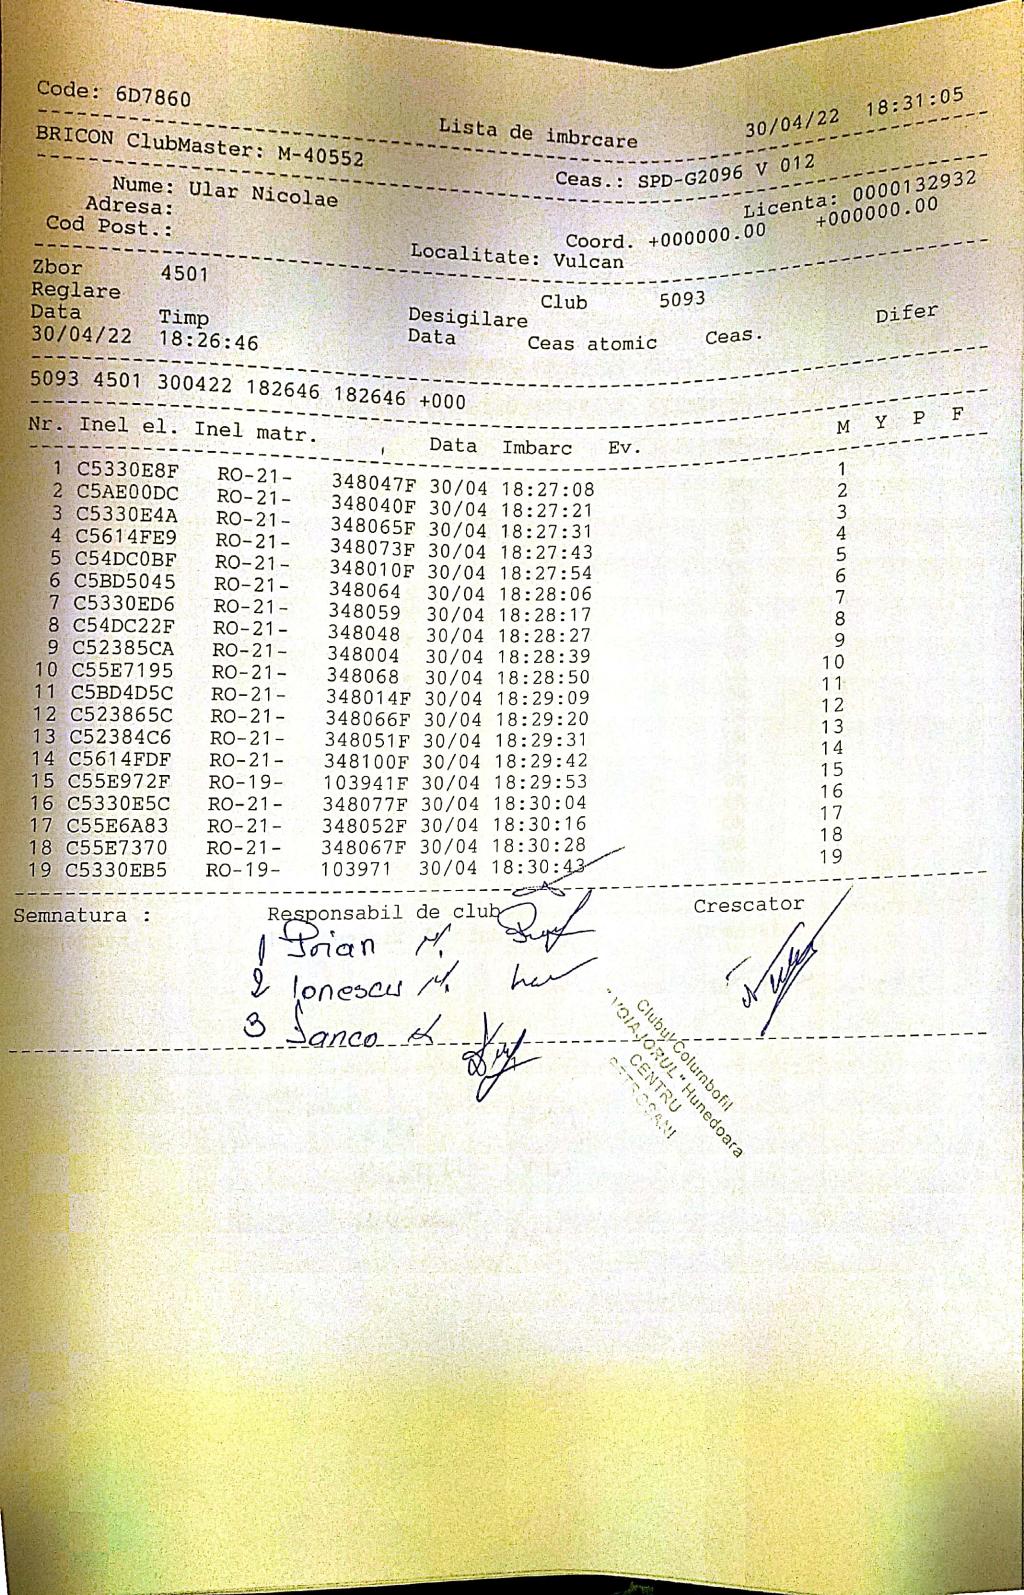 Code: 6D7860
Lista de imbrcare 30/04/22 18:31:05
BRICON ClubMaster: M-40552 Ceas.: SPD-G2096 V 012
Nume: Ular Nicolae Licenta: 0000132932
Adresa: Coord. +000000.00 +000000.00
Cod Post.: Localitate: Vulcan
Zbor 4501 Club 5093
Reglare Desigilare
Data Timp Data Ceas atomic Ceas. Difer
30/04/22 18:26:46
5093 4501 300422 182646 182646 +000
Nr. Inel el. Inel matr. Data Imbarc Ev. M Y P F
1 C5330E8F RO-21- 348047F 30/04 18:27:08 1
2 C5AE00DC RO-21- 348040F 30/04 18:27:21 2
3 C5330E4A RO-21- 348065F 30/04 18:27:31 3
4 C5614FE9 RO-21- 348073F 30/04 18:27:43 4
5 C54DC0BF RO-21- 348010F 30/04 18:27:54 5
6 C5BD5045 RO-21- 348064 30/04 18:28:06 6
7 C5330ED6 RO-21- 348059 30/04 18:28:17 7
8 C54DC22F RO-21- 348048 30/04 18:28:27 8
9 C52385CA RO-21- 348004 30/04 18:28:39 9
10 C55E7195 RO-21- 348068 30/04 18:28:50 10
11 C5BD4D5C RO-21- 348014F 30/04 18:29:09 11
12 C523865C RO-21- 348066F 30/04 18:29:20 12
13 C52384C6 RO-21- 348051F 30/04 18:29:31 13
14 C5614FDF RO-21- 348100F 30/04 18:29:42 14
15 C55E972F RO-19- 103941F 30/04 18:29:53 15
16 C5330E5C RO-21- 348077F 30/04 18:30:04 16
17 C55E6A83 RO-21- 348052F 30/04 18:30:16 17
18 C55E7370 RO-21- 348067F 30/04 18:30:28 18
19 C5330EB5 RO-19- 103971 30/04 18:30:43 19
Semnatura : Responsabil de club Crescator
1 M.
2 Ionescu M.
3
Clubul Columbofil
"VOIAJORUL" Hunedoara
CENTRU
PETROSANI